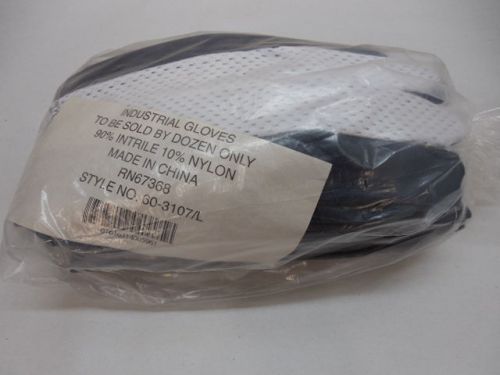 INDUSTRIAL GLOVES
TO BE SOLD BY DOZEN ONLY
90% INTRILE 10% NYLON
MADE IN CHINA
RN67368
STYLE NO. 30-3107/L